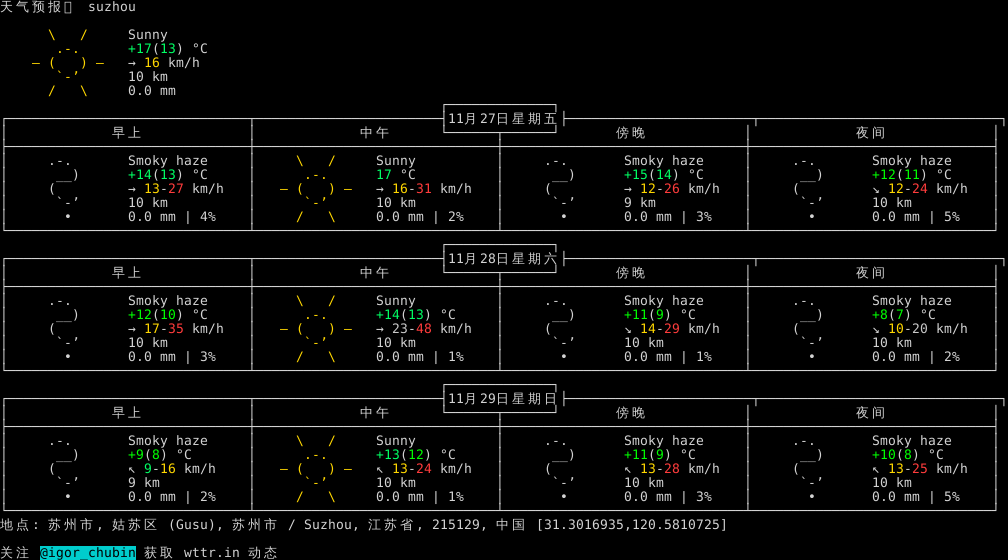 天气预报 suzhou
Sunny
+17(13) °C
→ 16 km/h
10 km
0.0 mm
11月27日星期五
早上 中午 傍晚 夜间
Smoky haze Sunny Smoky haze Smoky haze
+14(13) °C 17 °C +15(14) °C +12(11) °C
→ 13-27 km/h → 16-31 km/h → 12-26 km/h ↘ 12-24 km/h
10 km 10 km 9 km 10 km
0.0 mm | 4% 0.0 mm | 2% 0.0 mm | 3% 0.0 mm | 5%
11月28日星期六
早上 中午 傍晚 夜间
Smoky haze Sunny Smoky haze Smoky haze
+12(10) °C +14(13) °C +11(9) °C +8(7) °C
→ 17-35 km/h → 23-48 km/h ↘ 14-29 km/h ↘ 10-20 km/h
10 km 10 km 10 km 10 km
0.0 mm | 3% 0.0 mm | 1% 0.0 mm | 1% 0.0 mm | 2%
11月29日星期日
早上 中午 傍晚 夜间
Smoky haze Sunny Smoky haze Smoky haze
+9(8) °C +13(12) °C +11(9) °C +10(8) °C
↖ 9-16 km/h ↖ 13-24 km/h ↖ 13-28 km/h ↖ 13-25 km/h
9 km 10 km 10 km 10 km
0.0 mm | 2% 0.0 mm | 1% 0.0 mm | 3% 0.0 mm | 5%
地点: 苏州市, 姑苏区 (Gusu), 苏州市 / Suzhou, 江苏省, 215129, 中国 [31.3016935,120.5810725]
关注 @igor_chubin 获取 wttr.in 动态